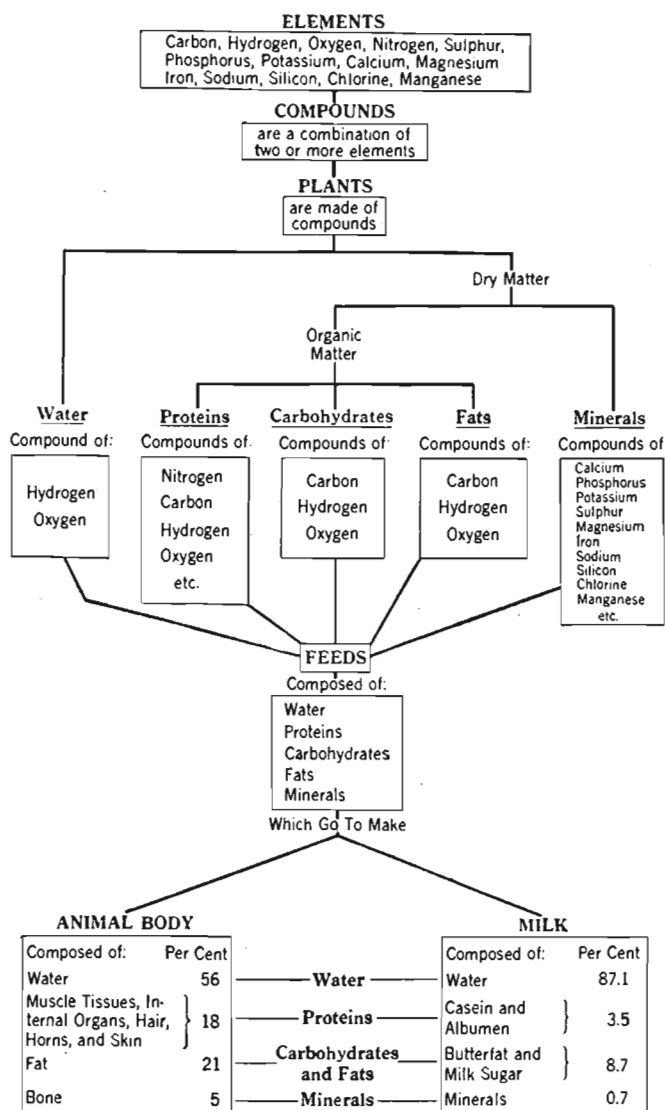 ELEMENTS
Carbon, Hydrogen, Oxygen, Nitrogen, Sulphur,
Phosphorus, Potassium, Calcium, Magnesium
Iron, Sodium, Silicon, Chlorine, Manganese
COMPOUNDS
are a combination of
two or more elements
PLANTS
are made of
compounds
Dry Matter
Organic
Matter
Water
Compound of:
Hydrogen
Oxygen
Proteins
Compounds of:
Nitrogen
Carbon
Hydrogen
Oxygen
etc.
Carbohydrates
Compounds of:
Carbon
Hydrogen
Oxygen
Fats
Compounds of:
Carbon
Hydrogen
Oxygen
Minerals
Compounds of
Calcium
Phosphorus
Potassium
Sulphur
Magnesium
Iron
Sodium
Silicon
Chlorine
Manganese
etc.
FEEDS
Composed of:
Water
Proteins
Carbohydrates
Fats
Minerals
Which Go To Make
ANIMAL BODY
Composed of: Per Cent
Water 56
Muscle Tissues, In-
ternal Organs, Hair, 18
Horns, and Skin
Fat 21
Bone 5
Water
Proteins
Carbohydrates
and Fats
Minerals
MILK
Composed of: Per Cent
Water 87.1
Casein and
Albumen 3.5
Butterfat and
Milk Sugar 8.7
Minerals 0.7